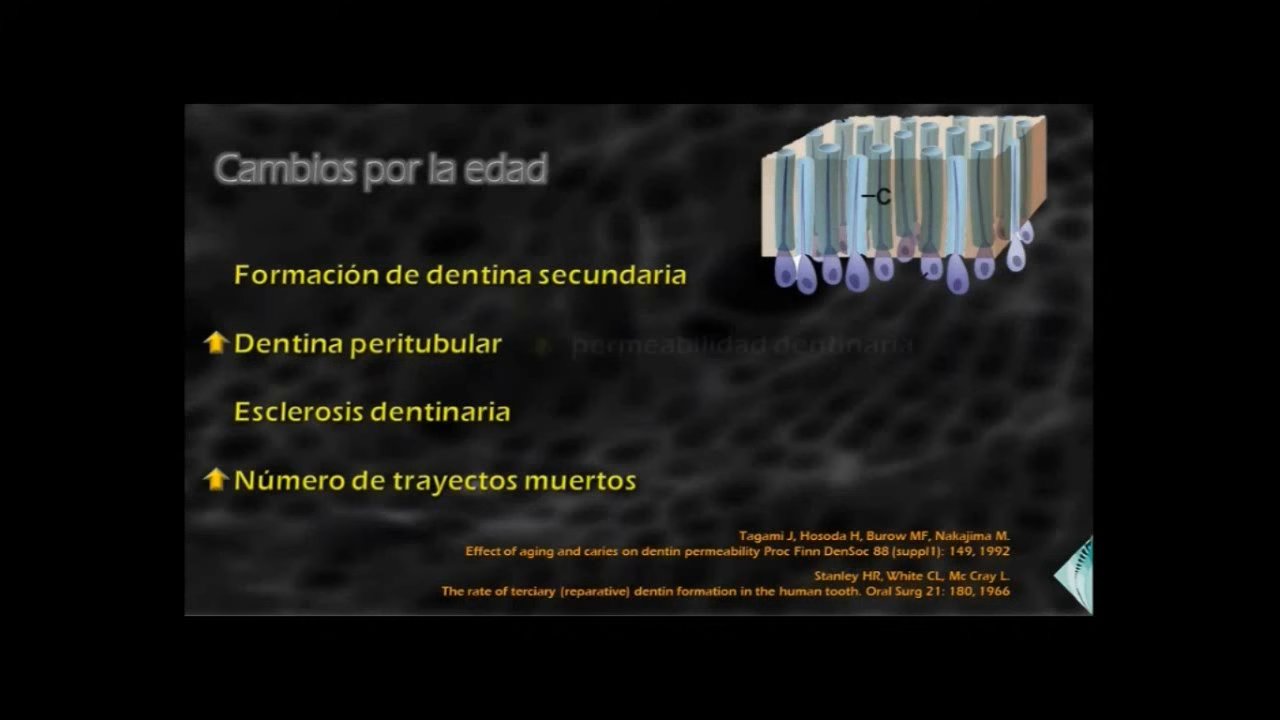 Cambios por la edad
–C
Formación de dentina secundaria
Dentina peritubular permeabilidad dentinaria
Esclerosis dentinaria
Número de trayectos muertos
Tagami J, Hosoda H, Burow MF, Nakajima M.
Effect of aging and caries on dentin permeability Proc Finn DenSoc 88 (suppl1): 149, 1992
Stanley HR, White CL, Mc Cray L.
The rate of terciary (reparative) dentin formation in the human tooth. Oral Surg 21: 180, 1966